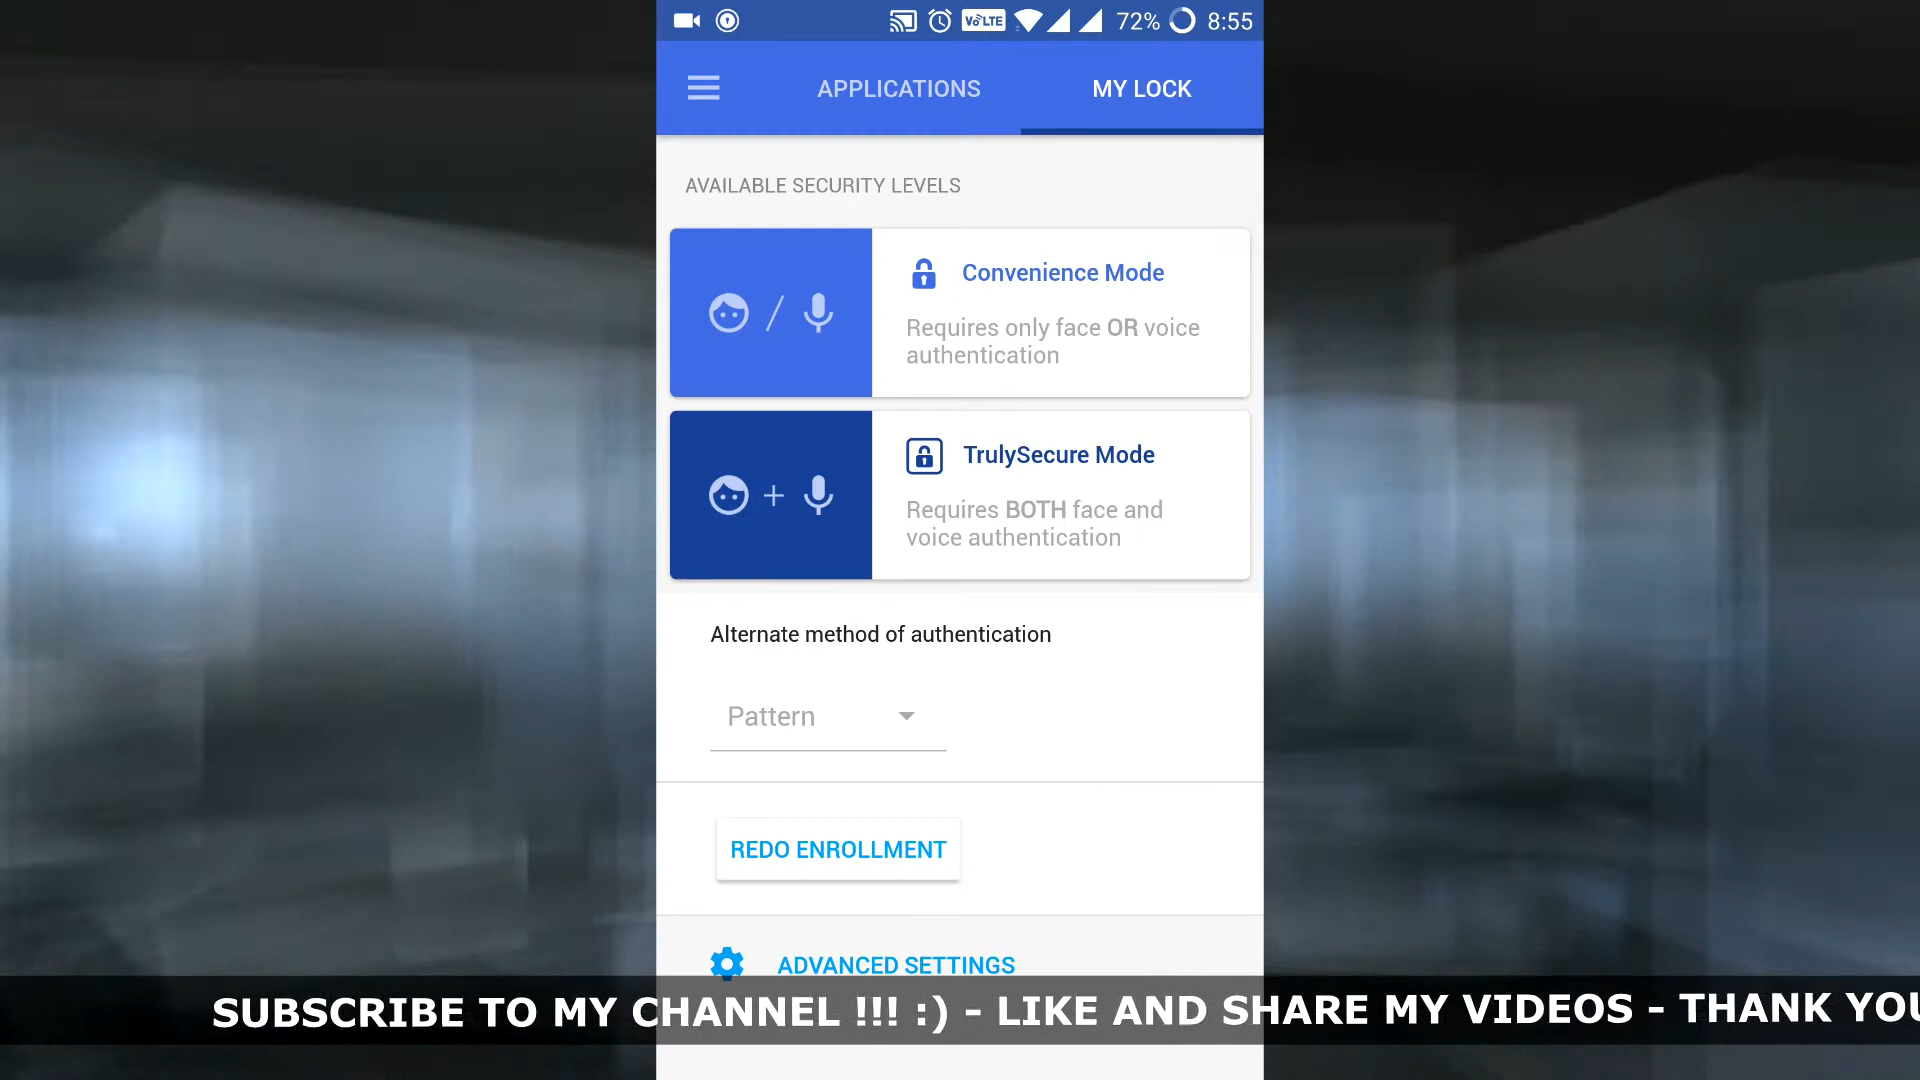 VoLTE 72% 8:55
APPLICATIONS MY LOCK
AVAILABLE SECURITY LEVELS
Convenience Mode
Requires only face OR voice
authentication
TrulySecure Mode
Requires BOTH face and
voice authentication
Alternate method of authentication
Pattern
REDO ENROLLMENT
ADVANCED SETTINGS
SUBSCRIBE TO MY CHANNEL !!! :) - LIKE AND SHARE MY VIDEOS - THANK YOU